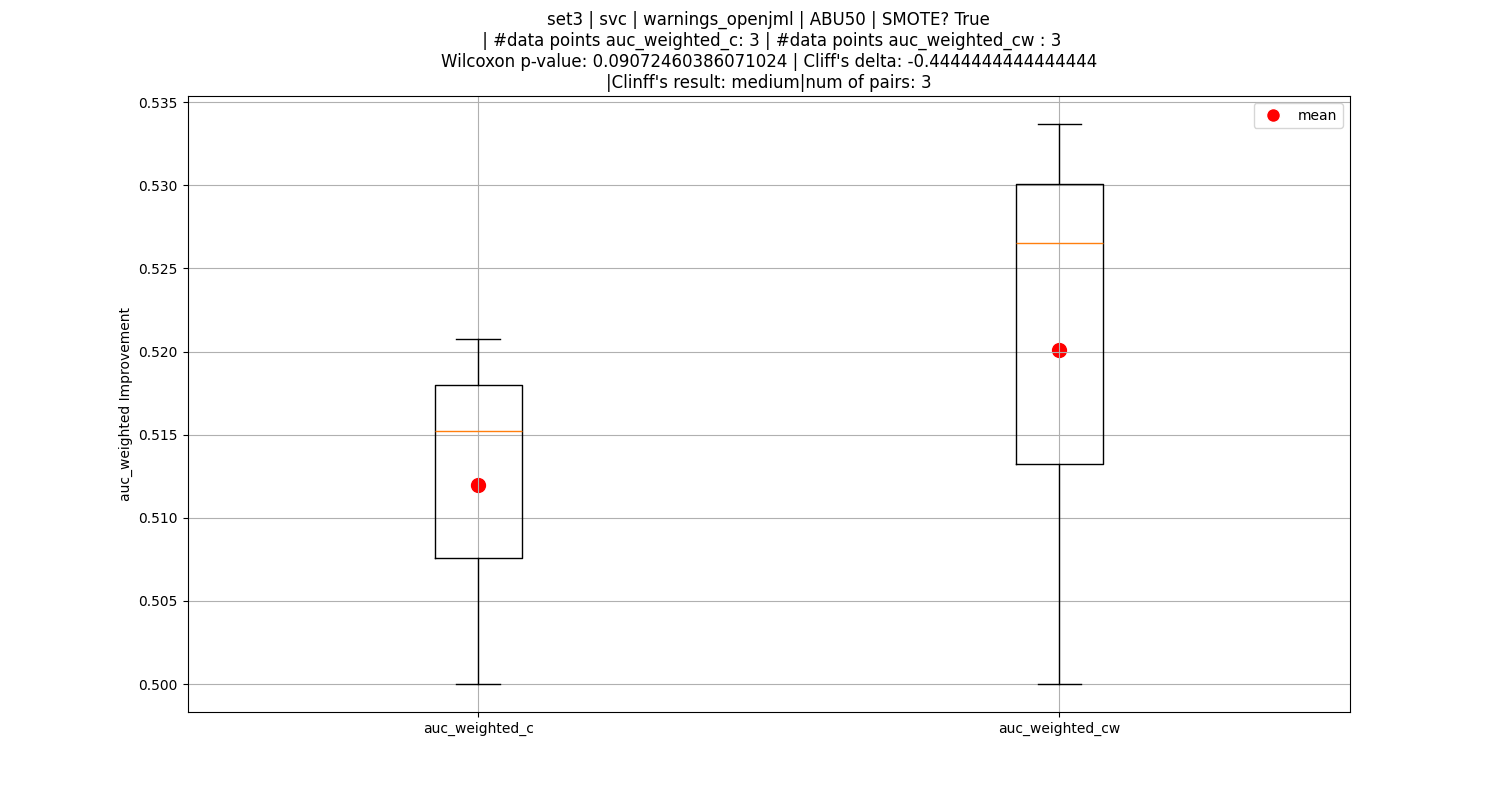 set3 | svc | warnings_openjml | ABU50 | SMOTE? True
| #data points auc_weighted_c: 3 | #data points auc_weighted_cw : 3
Wilcoxon p-value: 0.09072460386071024 | Cliff's delta: -0.4444444444444444
|Clinff's result: medium|num of pairs: 3
mean
auc_weighted Improvement
0.535
0.530
0.525
0.520
0.515
0.510
0.505
0.500
auc_weighted_c
auc_weighted_cw